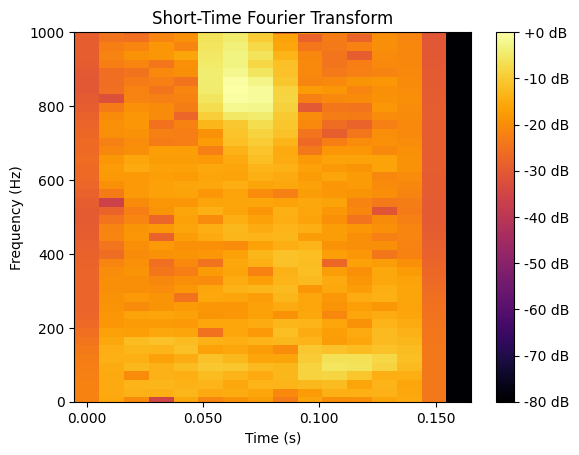 Short-Time Fourier Transform
1000
800
600
400
200
0
Frequency (Hz)
0.000
0.050
0.100
0.150
Time (s)
+0 dB
-10 dB
-20 dB
-30 dB
-40 dB
-50 dB
-60 dB
-70 dB
-80 dB